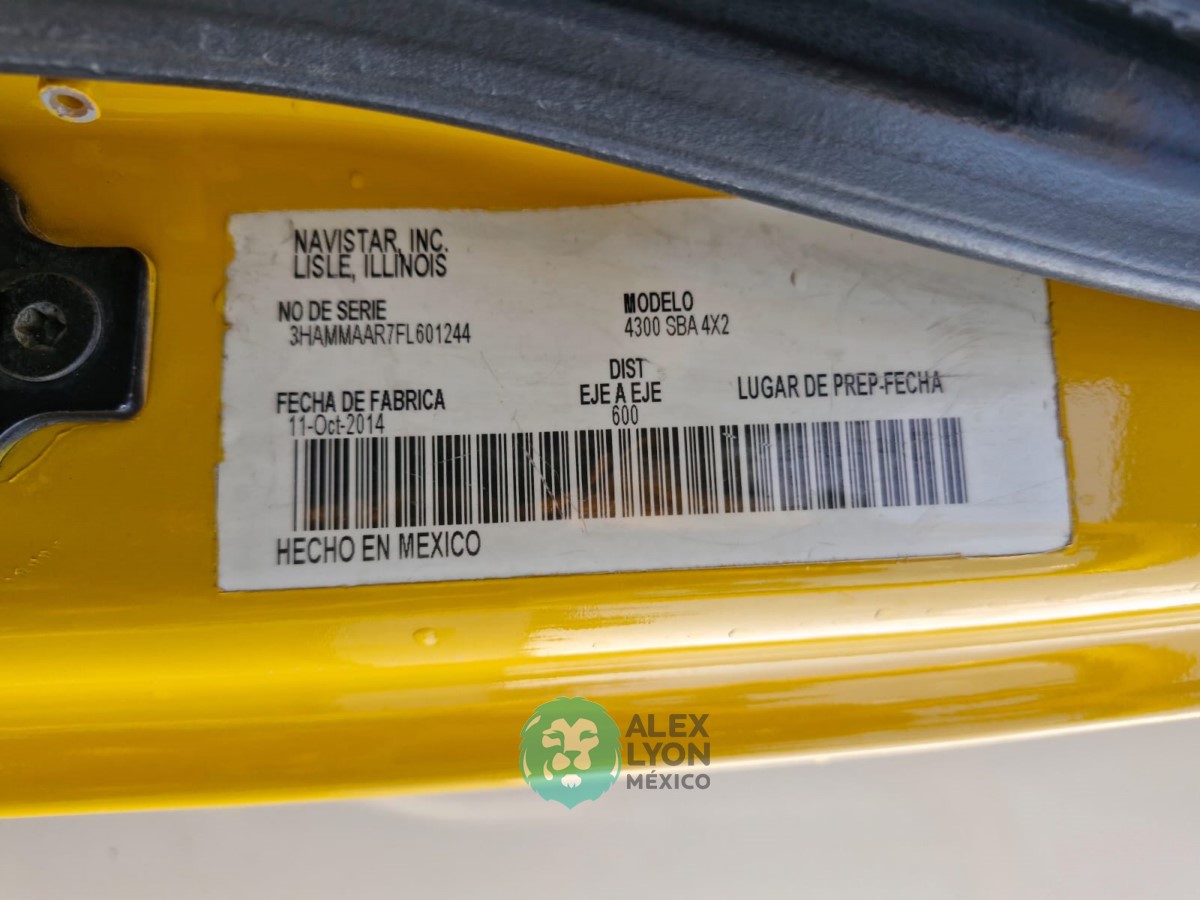 NAVISTAR, INC.
LISLE, ILLINOIS
NO DE SERIE
3HAMMAAR7FL601244
MODELO
4300 SBA 4X2
FECHA DE FABRICA
11-Oct-2014
DIST
EJE A EJE
600
LUGAR DE PREP-FECHA
HECHO EN MEXICO
ALEX
LYON
MÉXICO